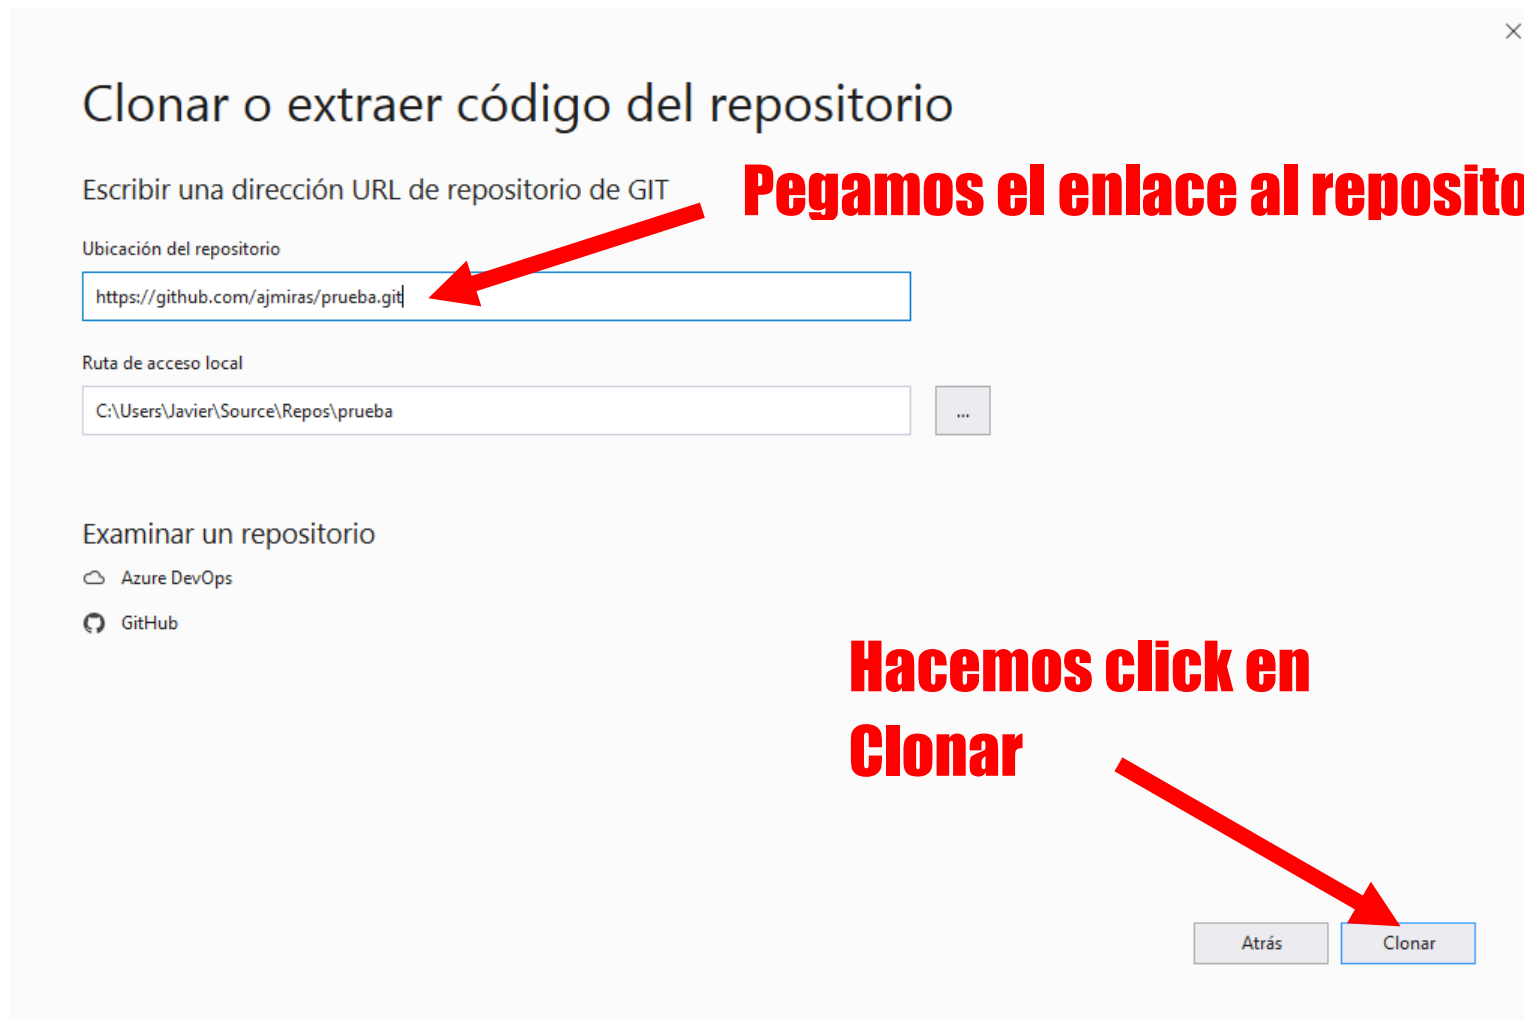 Clonar o extraer código del repositorio
Escribir una dirección URL de repositorio de GIT
Pegamos el enlace al reposito
Ubicación del repositorio
https://github.com/ajmiras/prueba.git
Ruta de acceso local
C:\Users\Javier\Source\Repos\prueba
...
Examinar un repositorio
Azure DevOps
GitHub
Hacemos click en
Clonar
Atrás
Clonar